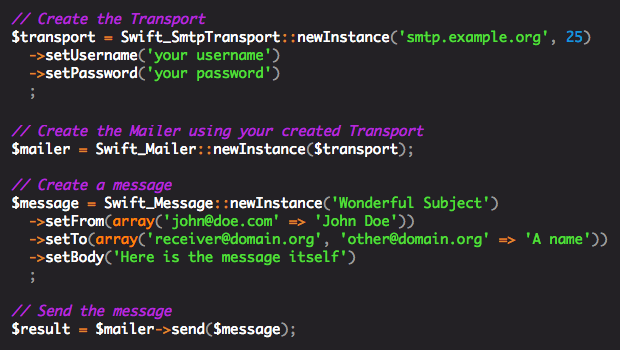 // Create the Transport
$transport = Swift_SmtpTransport::newInstance('smtp.example.org', 25)
  ->setUsername('your username')
  ->setPassword('your password')
  ;

// Create the Mailer using your created Transport
$mailer = Swift_Mailer::newInstance($transport);

// Create a message
$message = Swift_Message::newInstance('Wonderful Subject')
  ->setFrom(array('john@doe.com' => 'John Doe'))
  ->setTo(array('receiver@domain.org', 'other@domain.org' => 'A name'))
  ->setBody('Here is the message itself')
  ;

// Send the message
$result = $mailer->send($message);